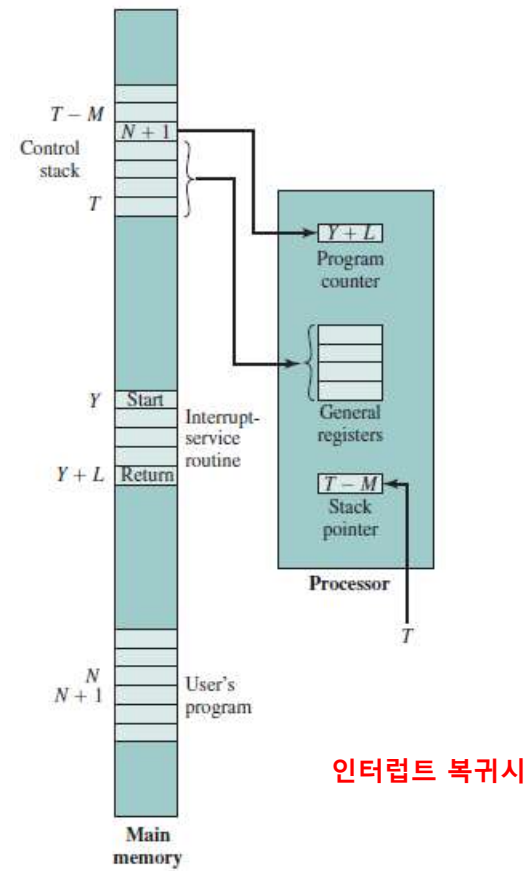 T − M
N + 1
Control
stack
T
Y + L
Program
counter
Y
Start
Interrupt-
service
routine
General
registers
Y + L
Return
T − M
Stack
pointer
Processor
T
N
N + 1
User's
program
인터럽트 복귀시
Main
memory